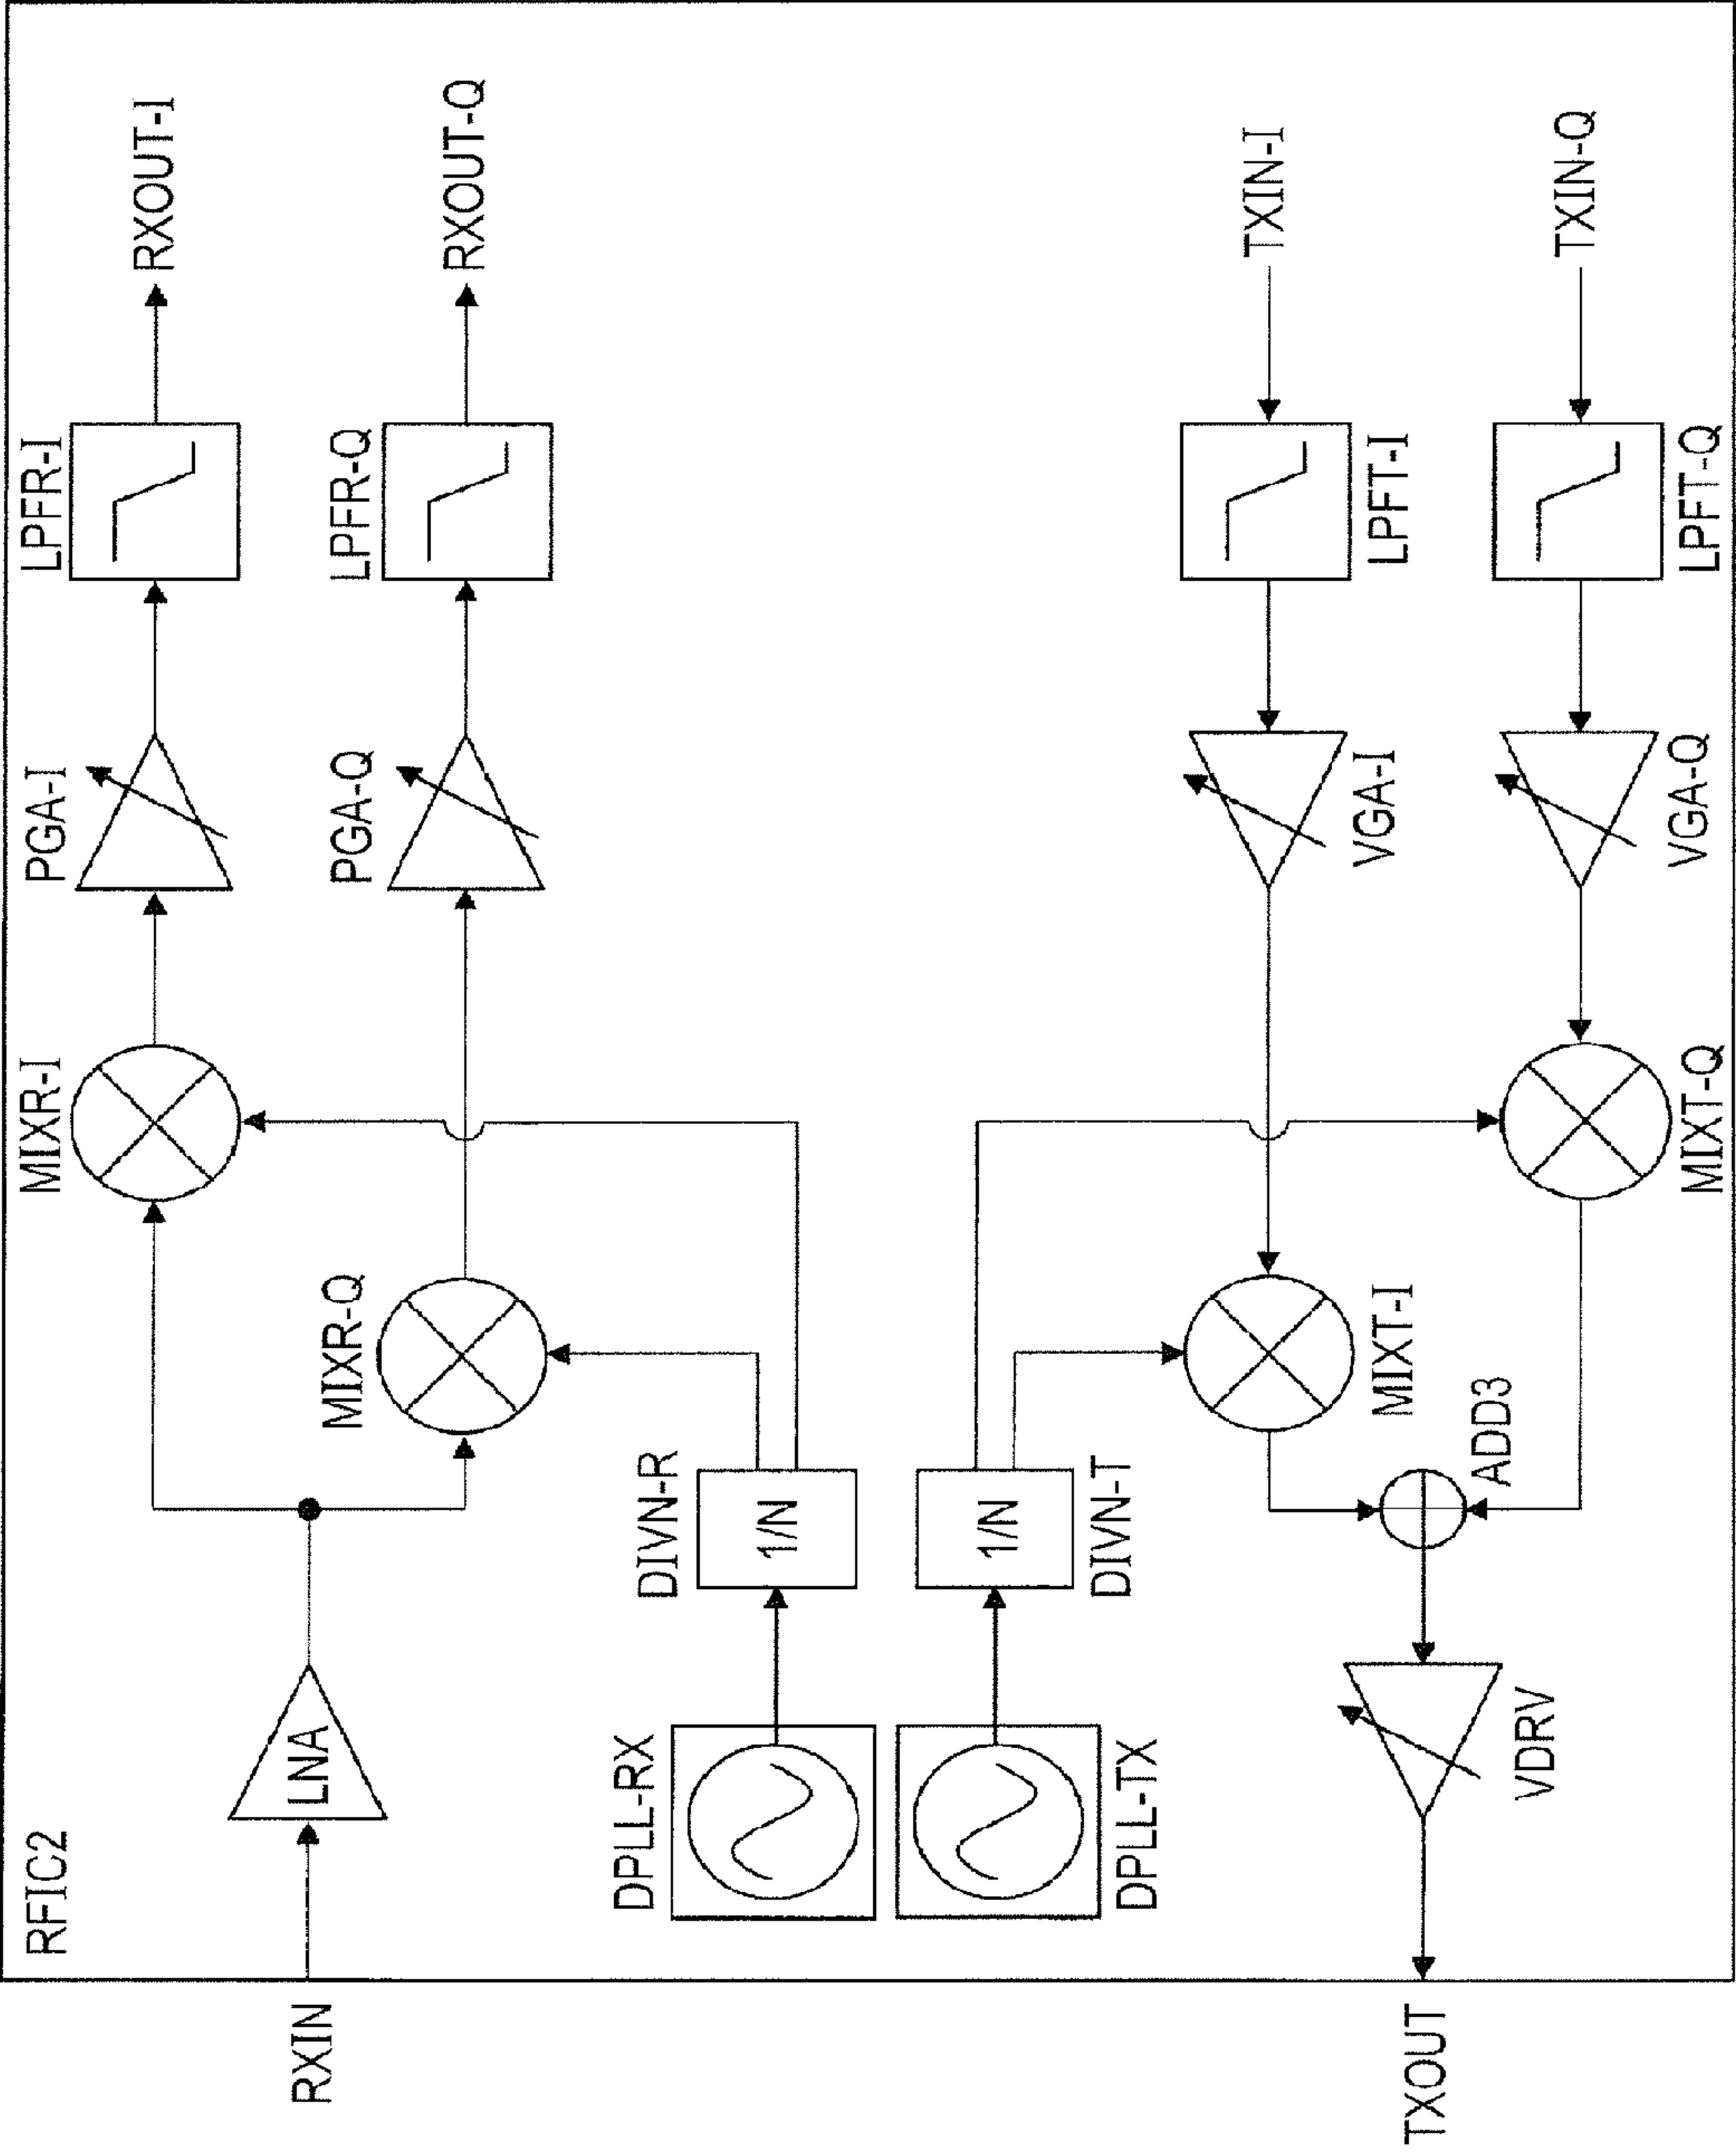 RFIC2
RXIN
LNA
MIXR-I
PGA-I
LPFR-I
RXOUT-I
MIXR-Q
PGA-Q
LPFR-Q
RXOUT-Q
DPLL-RX
DIVN-R
1/N
1/N
DPLL-TX
DIVN-T
TXIN-I
LPFT-I
VGA-I
MIXT-I
TXIN-Q
LPFT-Q
VGA-Q
MIXT-Q
ADD3
VDRV
TXOUT